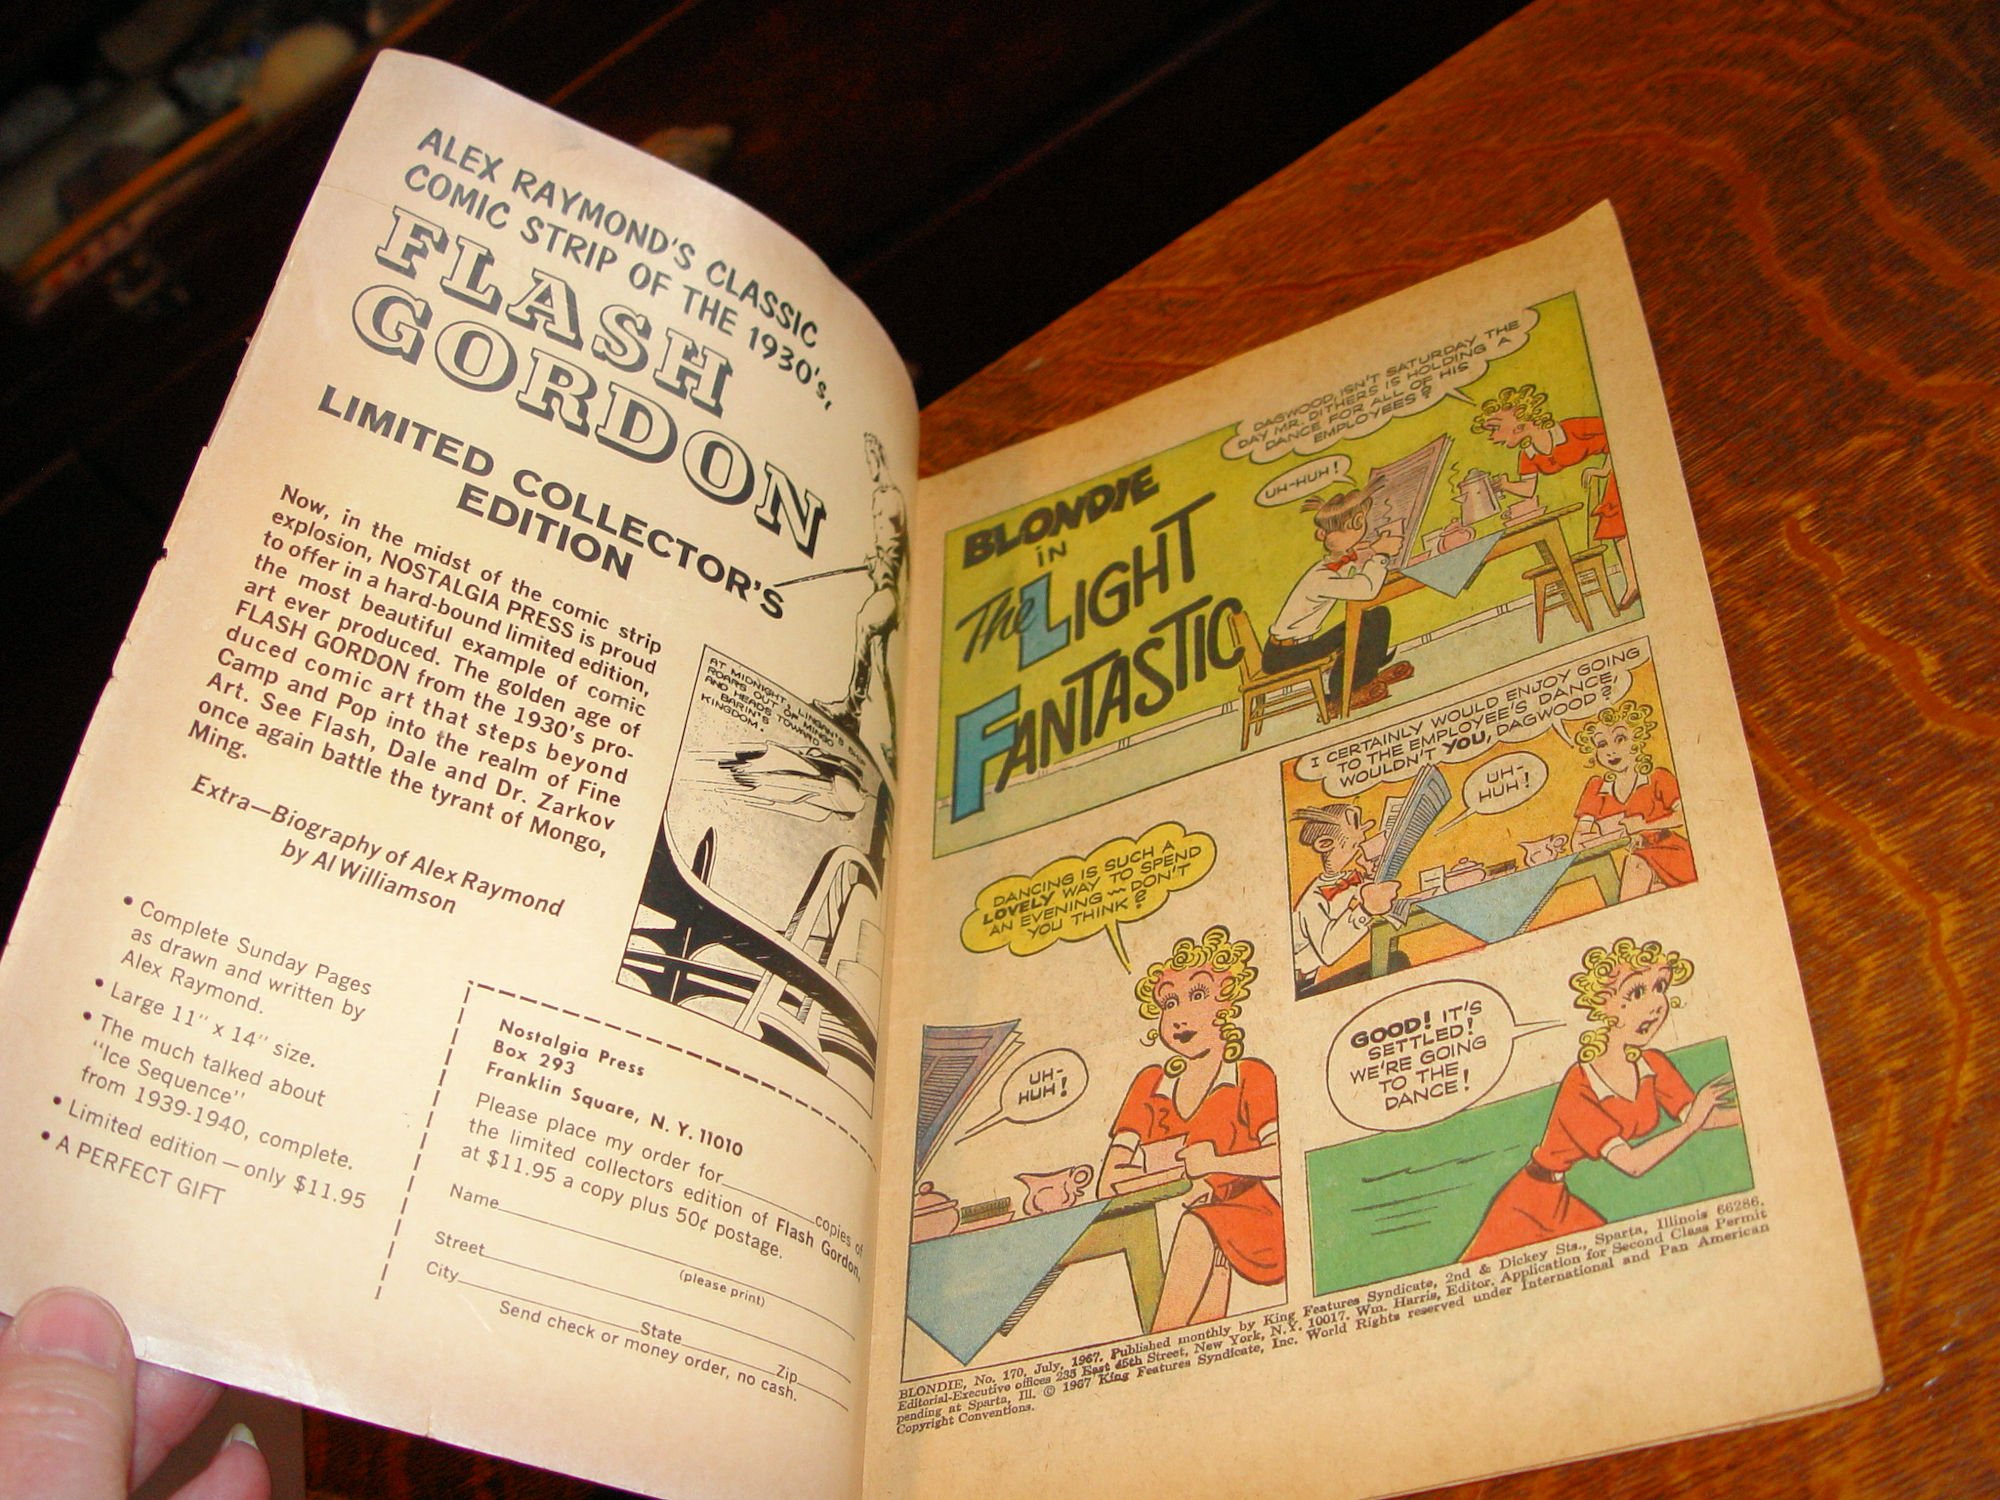 ALEX RAYMOND'S CLASSIC
COMIC STRIP OF THE 1930's,
FLASH
GORDON
LIMITED COLLECTOR'S
EDITION
Now, in the midst of the comic strip
explosion, NOSTALGIA PRESS is proud
to offer in a hard-bound limited edition,
the most beautiful example of comic
art ever produced. The golden age of
FLASH GORDON from the 1930's pro-
duced comic art that steps beyond
Camp and Pop into the realm of Fine
Art. See Flash, Dale and Dr. Zarkov
once again battle the tyrant of Mongo,
Ming.
Extra—Biography of Alex Raymond
by Al Williamson
• Complete Sunday Pages
as drawn and written by
Alex Raymond.
• Large 11" x 14" size.
• The much talked about
"Ice Sequence"
from 1939-1940, complete.
• Limited edition — only $11.95
• A PERFECT GIFT
AT MIDNIGHT, LINGAN'S SHIP
ROARS OUT OF MINGO
AND HEADS TOWARD
BARIN'S
KINGDOM.
Nostalgia Press
Box 293
Franklin Square, N. Y. 11010
Please place my order for copies of
the limited collectors edition of Flash Gordon,
at $11.95 a copy plus 50¢ postage.
Name
(please print)
Street
City State Zip
Send check or money order, no cash.
BLONDIE
IN
The LIGHT
FANTASTIC
DAGWOOD, ISN'T SATURDAY THE
DAY MR. DITHERS IS HOLDING A
DANCE FOR ALL OF HIS
EMPLOYEES?
UH-HUH!
I CERTAINLY WOULD ENJOY GOING
TO THE EMPLOYEE'S DANCE,
WOULDN'T YOU, DAGWOOD?
UH-
HUH!
DANCING IS SUCH A
LOVELY WAY TO SPEND
AN EVENING -- DON'T
YOU THINK?
UH-
HUH!
GOOD! IT'S
SETTLED!
WE'RE GOING
TO THE
DANCE!
BLONDIE, No. 170, July, 1967. Published monthly by King Features Syndicate, 2nd & Dickey Sts., Sparta, Illinois 66286.
Editorial-Executive offices 235 East 45th Street, New York, N.Y. 10017. Wm. Harris, Editor. Application for Second Class Permit
pending at Sparta, Ill. © 1967 King Features Syndicate, Inc. World Rights reserved under International and Pan American
Copyright Conventions.